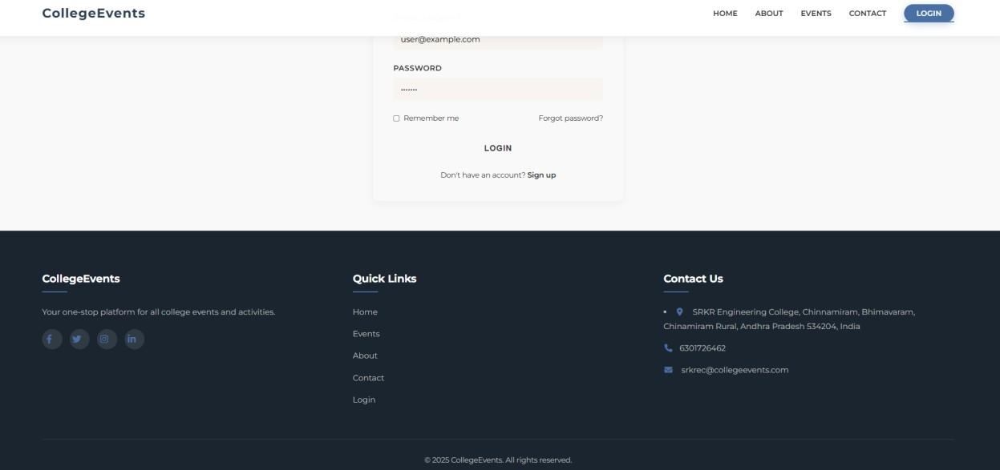 CollegeEvents
HOME ABOUT EVENTS CONTACT LOGIN
user@example.com
PASSWORD
•••••••
Remember me Forgot password?
LOGIN
Don't have an account? Sign up
CollegeEvents
Your one-stop platform for all college events and activities.
Quick Links
Home
Events
About
Contact
Login
Contact Us
• SRKR Engineering College, Chinnamiram, Bhimavaram,
Chinamiram Rural, Andhra Pradesh 534204, India
6301726462
srkrec@collegeevents.com
© 2025 CollegeEvents. All rights reserved.